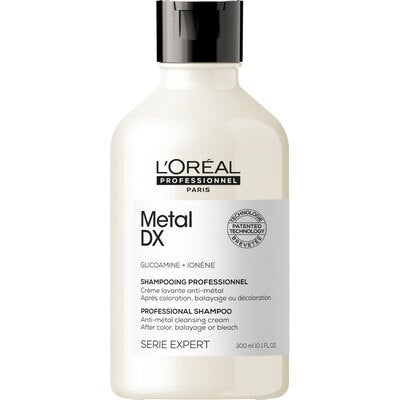 L'ORÉAL
PROFESSIONNEL
PARIS
Metal
DX
TECHNOLOGIE
PATENTED
TECHNOLOGY
BREVETÉE
GLICOAMINE + IONÈNE
SHAMPOOING PROFESSIONNEL
Crème lavante anti-métal
Après coloration, balayage ou décoloration
PROFESSIONAL SHAMPOO
Anti-metal cleansing cream
After color, balayage or bleach
SERIE EXPERT
300 ml 10.1 FL.OZ.